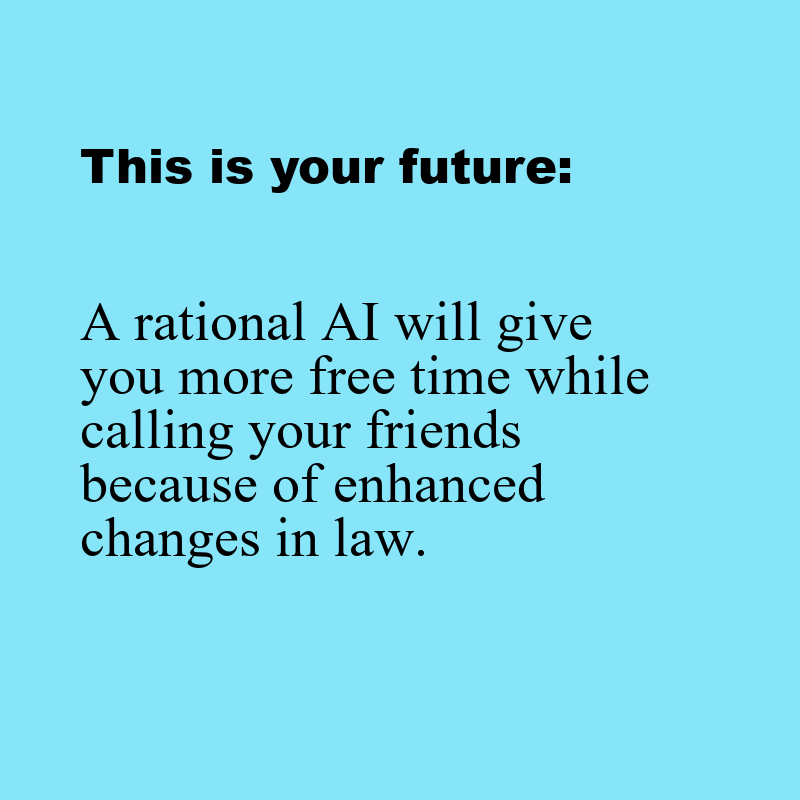 This is your future:
A rational AI will give
you more free time while
calling your friends
because of enhanced
changes in law.